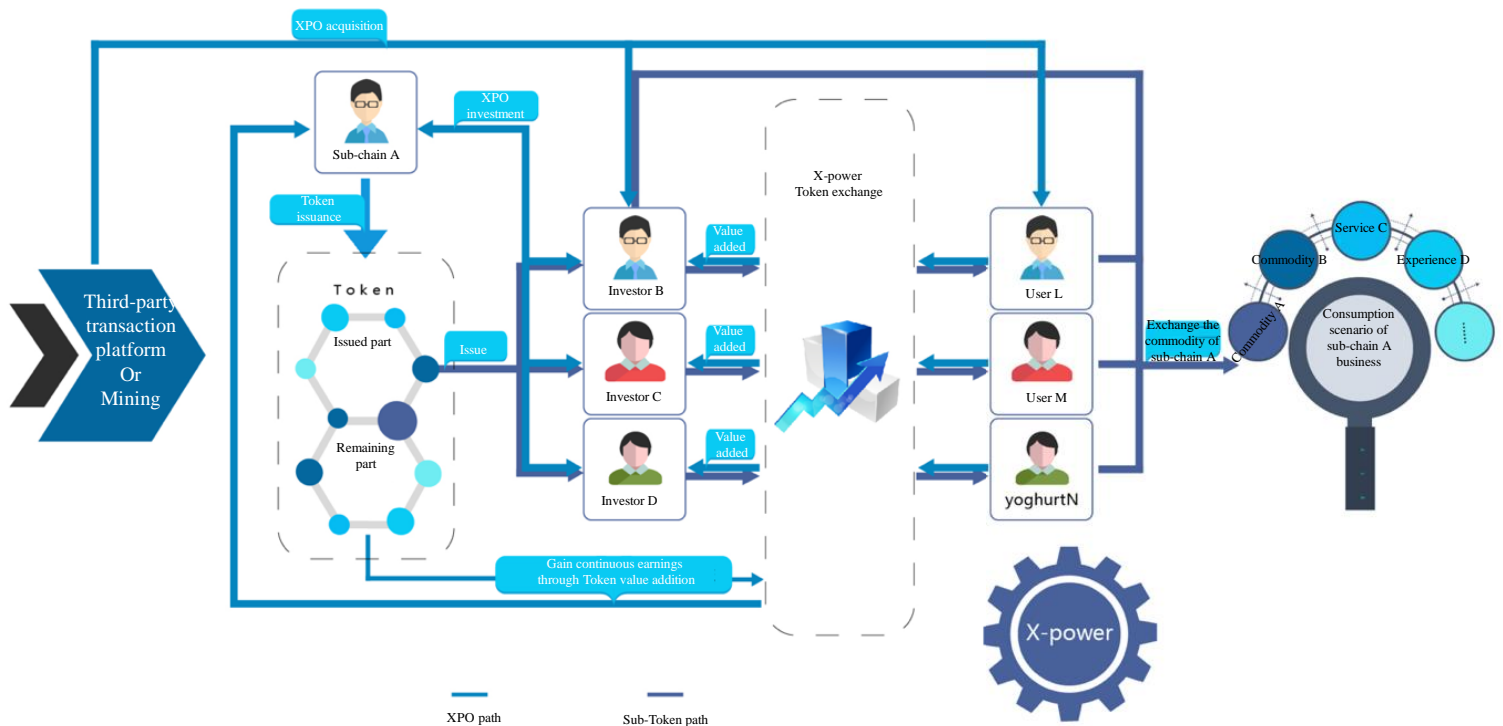 XPO acquisition
XPO
investment
Sub-chain A
X-power
Token exchange
Token
issuance
Third-party
transaction
platform
Or
Mining
Token
Issued part
Remaining
part
Issue
Investor B
Investor C
Investor D
Value
added
Value
added
Value
added
User L
User M
yoghurtN
Exchange the
commodity of
sub-chain A
Commodity A
Commodity B
Service C
Experience D
......
Consumption
scenario of
sub-chain A
business
Gain continuous earnings
through Token value addition
X-power
XPO path
Sub-Token path